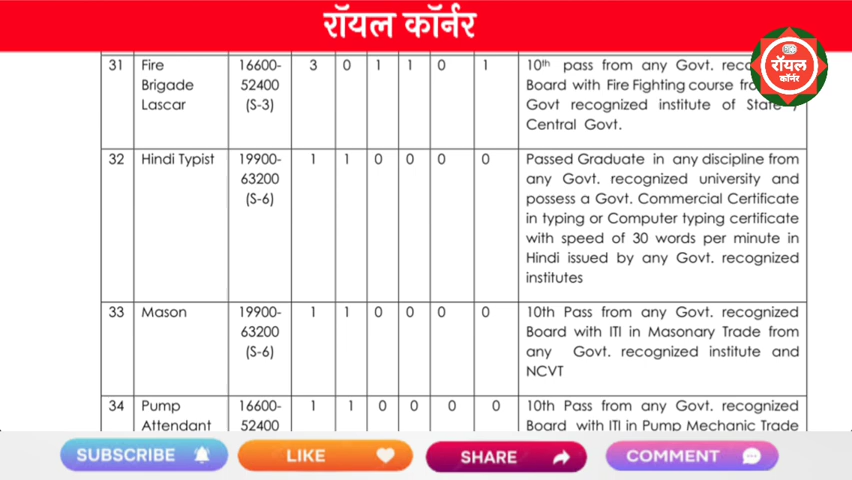 रॉयल कॉर्नर
रॉयल
कॉर्नर
31 Fire 16600- 3 0 1 1 0 1 10th pass from any Govt.
Brigade 52400 Board with Fire Fighting course
Lascar (S-3) Govt recognized institute of State /
Central Govt.
32 Hindi Typist 19900- 1 1 0 0 0 0 Passed Graduate in any discipline from
63200 any Govt. recognized university and
(S-6) possess a Govt. Commercial Certificate
in typing or Computer typing certificate
with speed of 30 words per minute in
Hindi issued by any Govt. recognized
institutes
33 Mason 19900- 1 1 0 0 0 0 10th Pass from any Govt. recognized
63200 Board with ITI in Masonary Trade from
(S-6) any Govt. recognized institute and
NCVT
34 Pump 16600- 1 1 0 0 0 0 10th Pass from any Govt. recognized
Attendant 52400 Board with ITI in Pump Mechanic Trade
SUBSCRIBE LIKE SHARE COMMENT